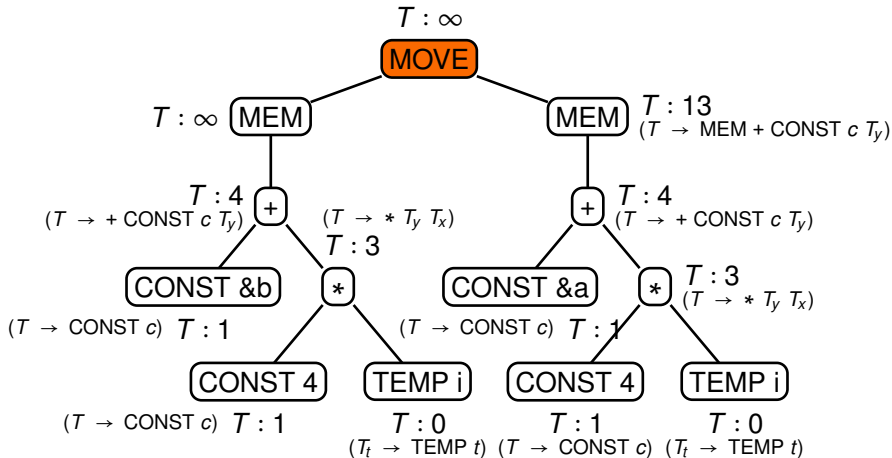 T : ∞
MOVE
T : ∞ MEM MEM T : 13
(T → MEM + CONST c T_y)
T : 4 + T : 4
(T → + CONST c T_y) (T → * T_y T_x) + (T → + CONST c T_y)
T : 3
CONST &b * CONST &a * T : 3
(T → * T_y T_x)
(T → CONST c) T : 1 (T → CONST c) T : 1
CONST 4 TEMP i CONST 4 TEMP i
(T → CONST c) T : 1 T : 0 T : 1 T : 0
(T_t → TEMP t) (T → CONST c) (T_t → TEMP t)